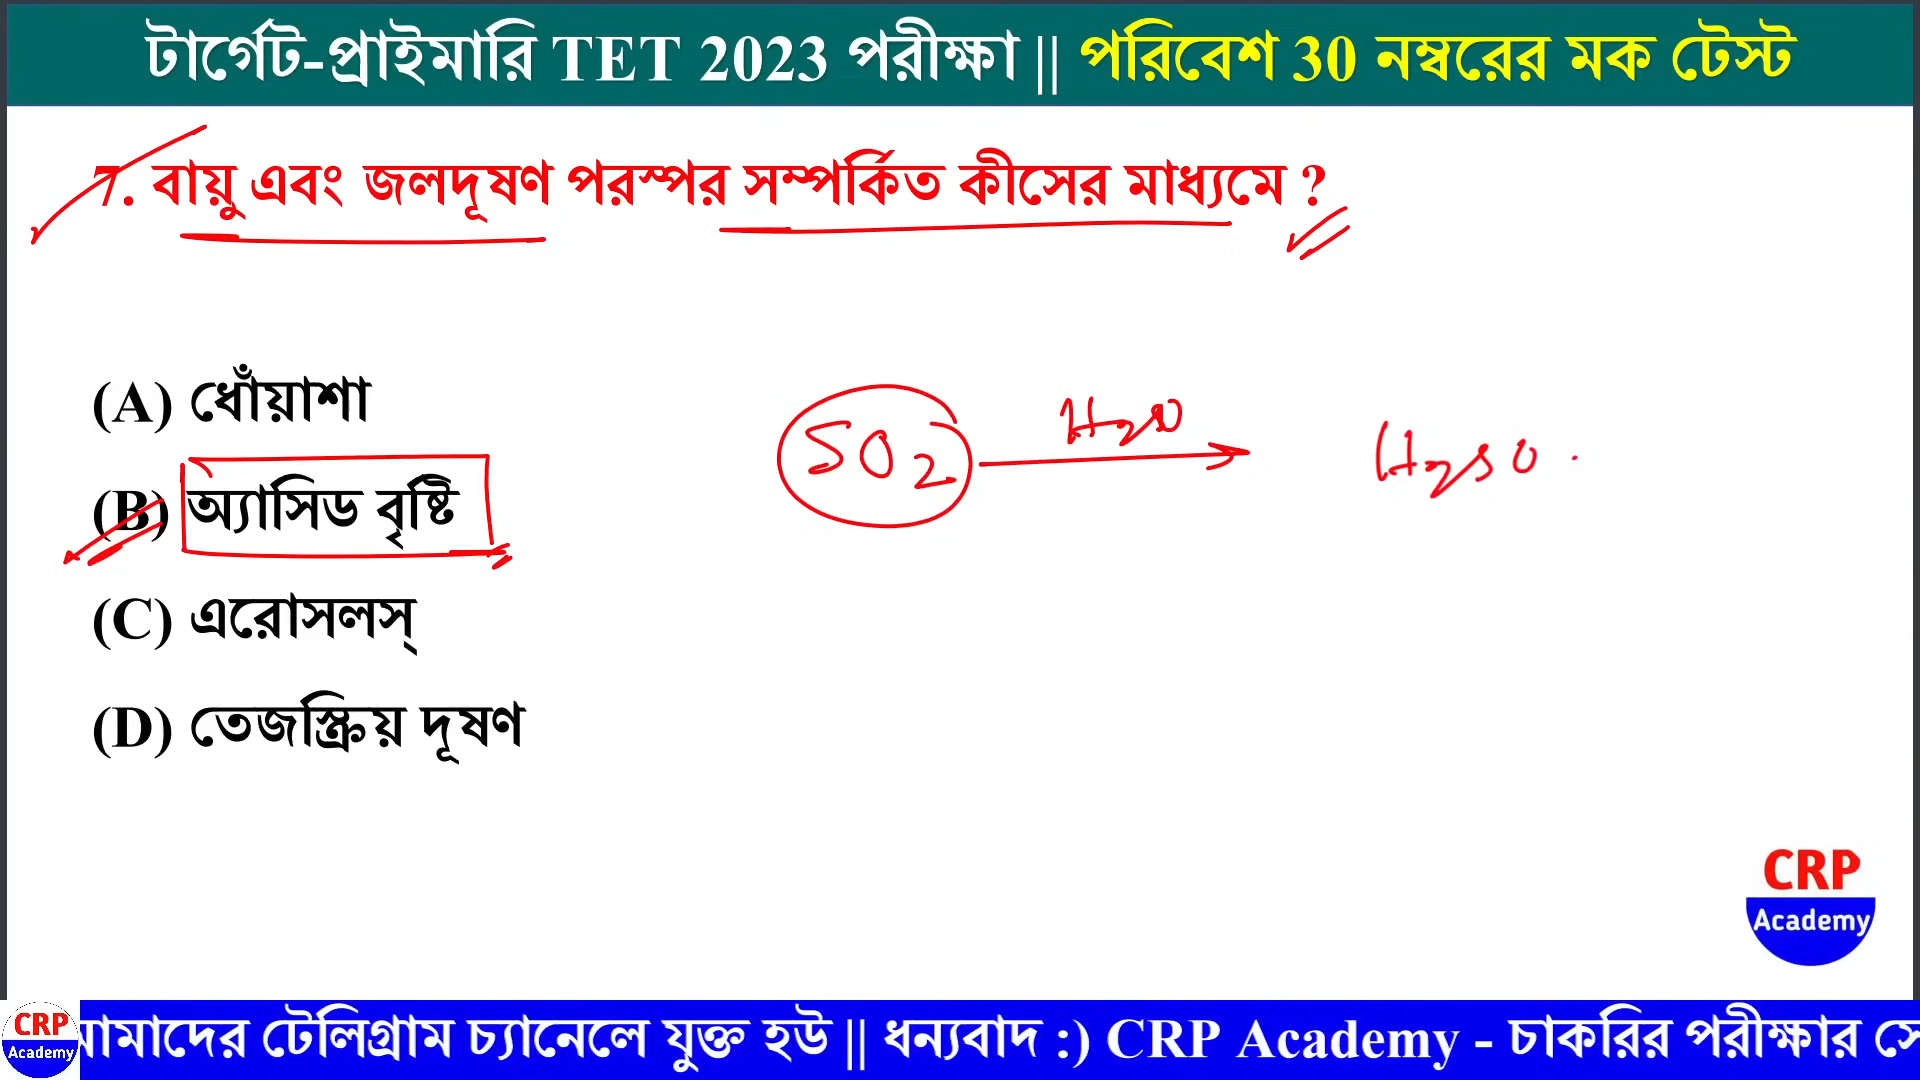 টার্গেট-প্রাইমারি TET 2023 পরীক্ষা || পরিবেশ 30 নম্বরের মক টেস্ট
7. বায়ু এবং জলদূষণ পরস্পর সম্পর্কিত কীসের মাধ্যমে ?
(A) ধোঁয়াশা
SO2 H2O H2SO
(B) অ্যাসিড বৃষ্টি
(C) এরোসলস্
(D) তেজস্ক্রিয় দূষণ
CRP
Academy
CRP
Academy
আমাদের টেলিগ্রাম চ্যানেলে যুক্ত হউ || ধন্যবাদ :) CRP Academy - চাকরির পরীক্ষার সে